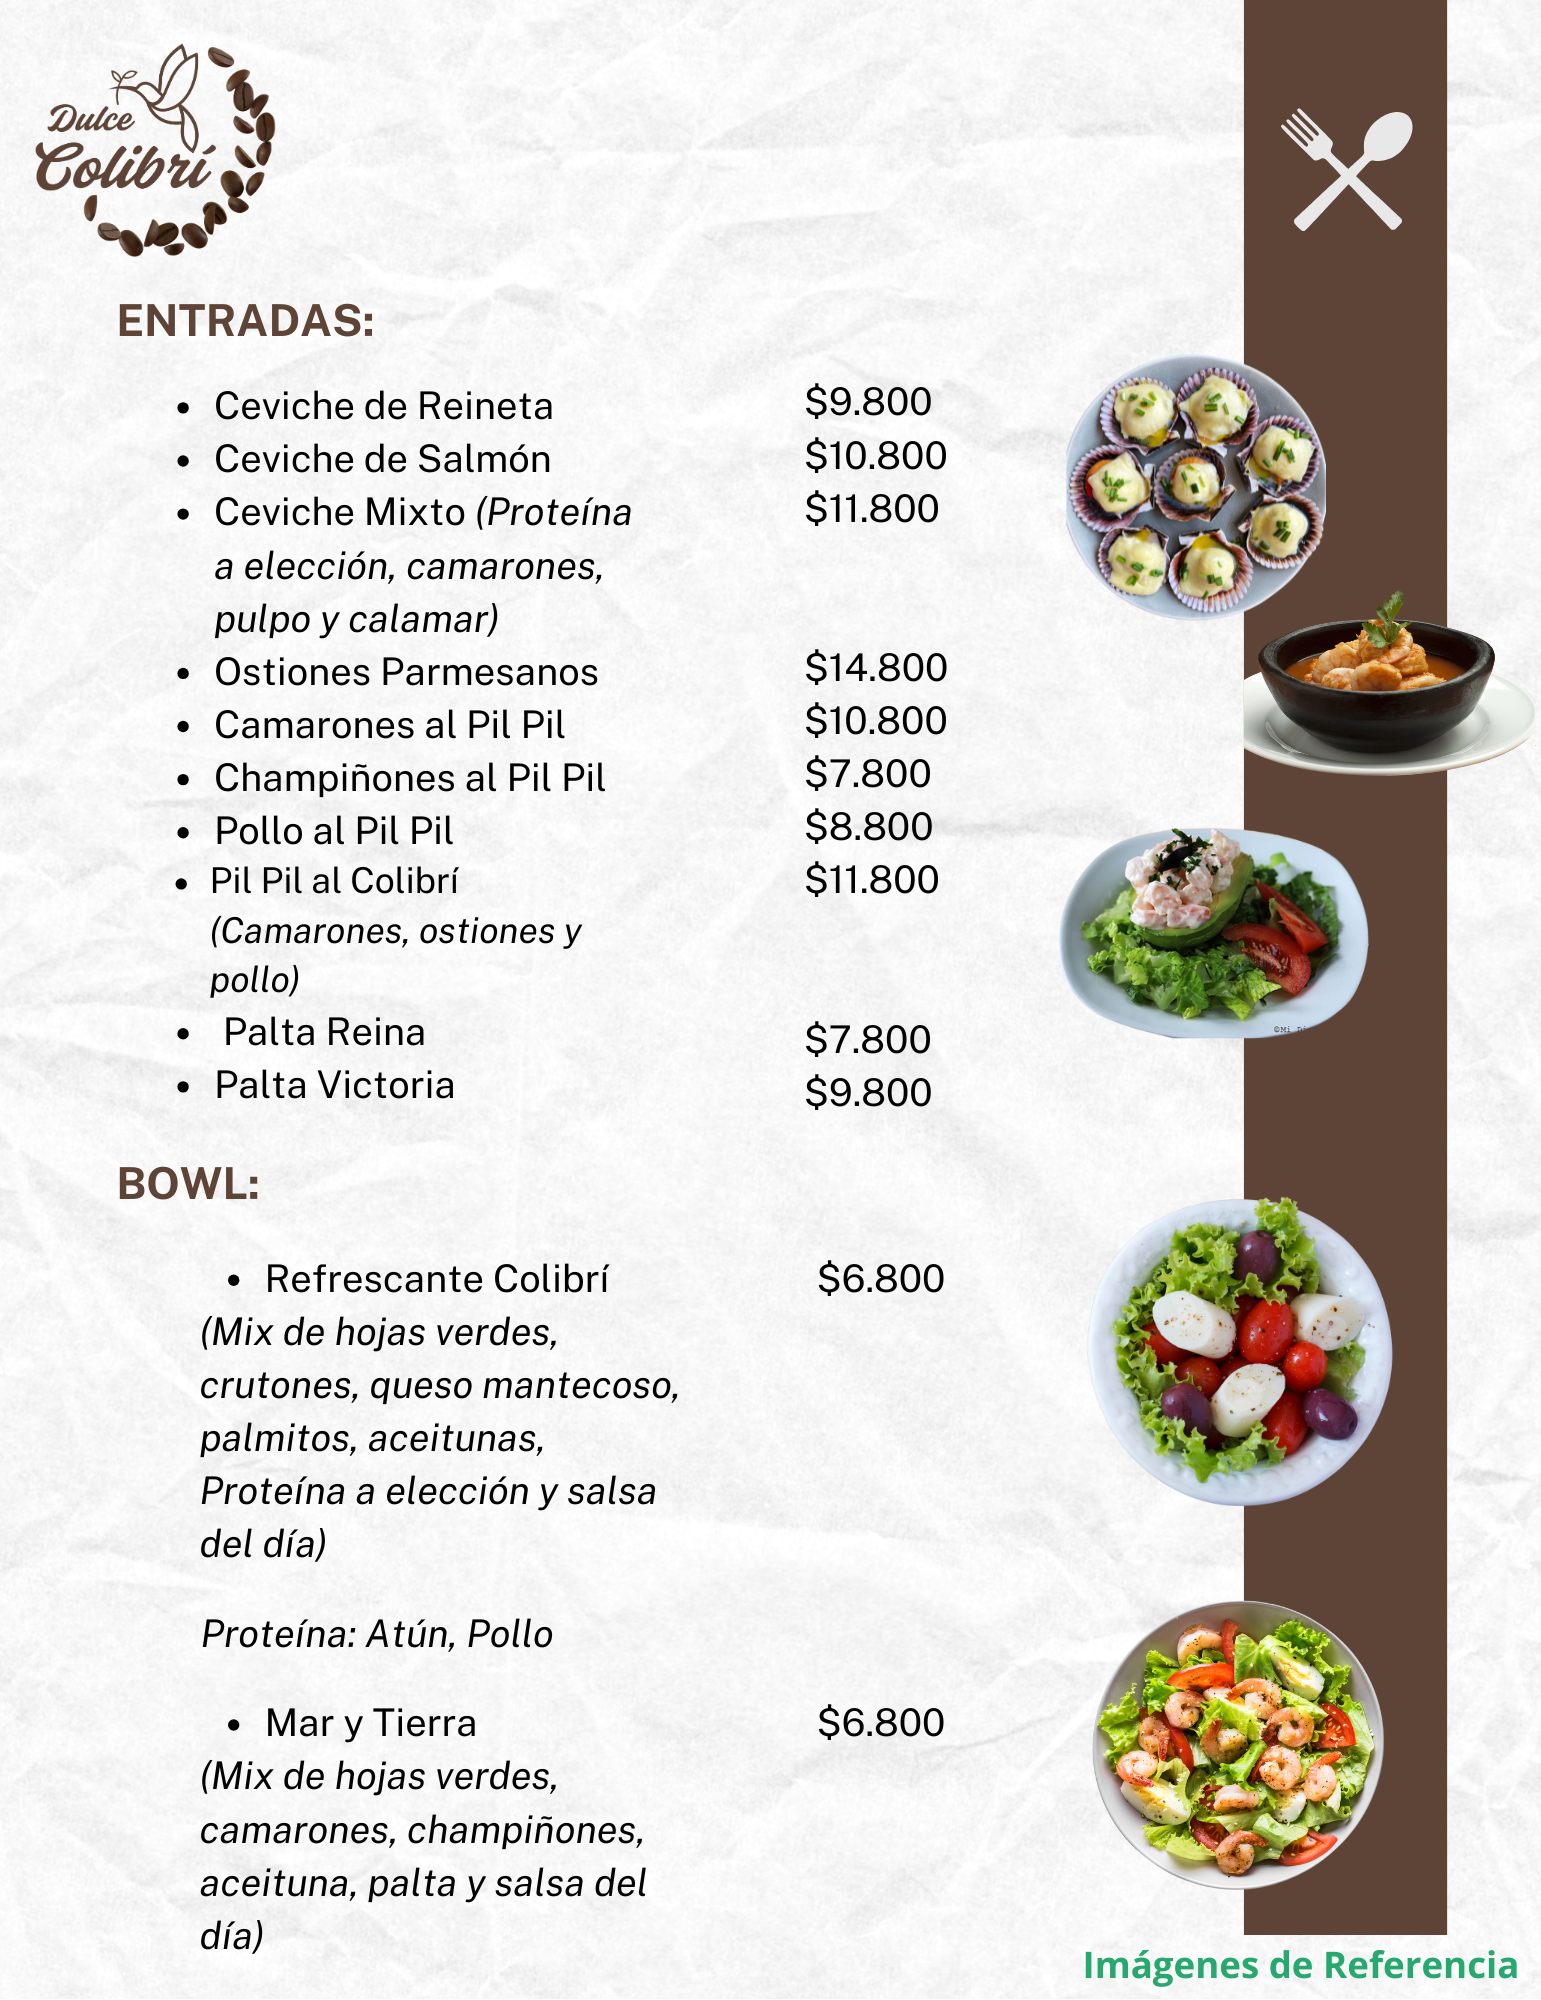 Dulce
Colibrí
ENTRADAS:
• Ceviche de Reineta $9.800
• Ceviche de Salmón $10.800
• Ceviche Mixto (Proteína $11.800
a elección, camarones,
pulpo y calamar)
• Ostiones Parmesanos $14.800
• Camarones al Pil Pil $10.800
• Champiñones al Pil Pil $7.800
• Pollo al Pil Pil $8.800
• Pil Pil al Colibrí $11.800
(Camarones, ostiones y
pollo)
• Palta Reina $7.800
• Palta Victoria $9.800
BOWL:
• Refrescante Colibrí $6.800
(Mix de hojas verdes,
crutones, queso mantecoso,
palmitos, aceitunas,
Proteína a elección y salsa
del día)
Proteína: Atún, Pollo
• Mar y Tierra $6.800
(Mix de hojas verdes,
camarones, champiñones,
aceituna, palta y salsa del
día)
Imágenes de Referencia